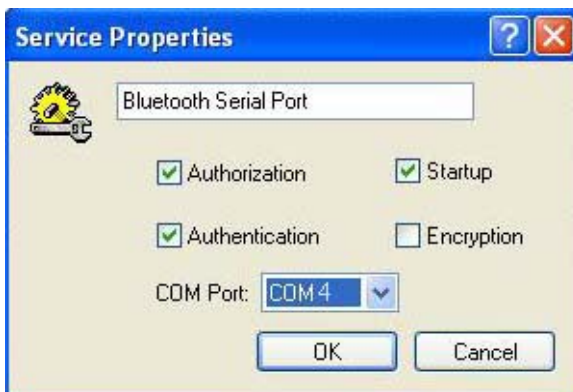 Service Properties
Bluetooth Serial Port
Authorization Startup
Authentication Encryption
COM Port: COM4
OK Cancel